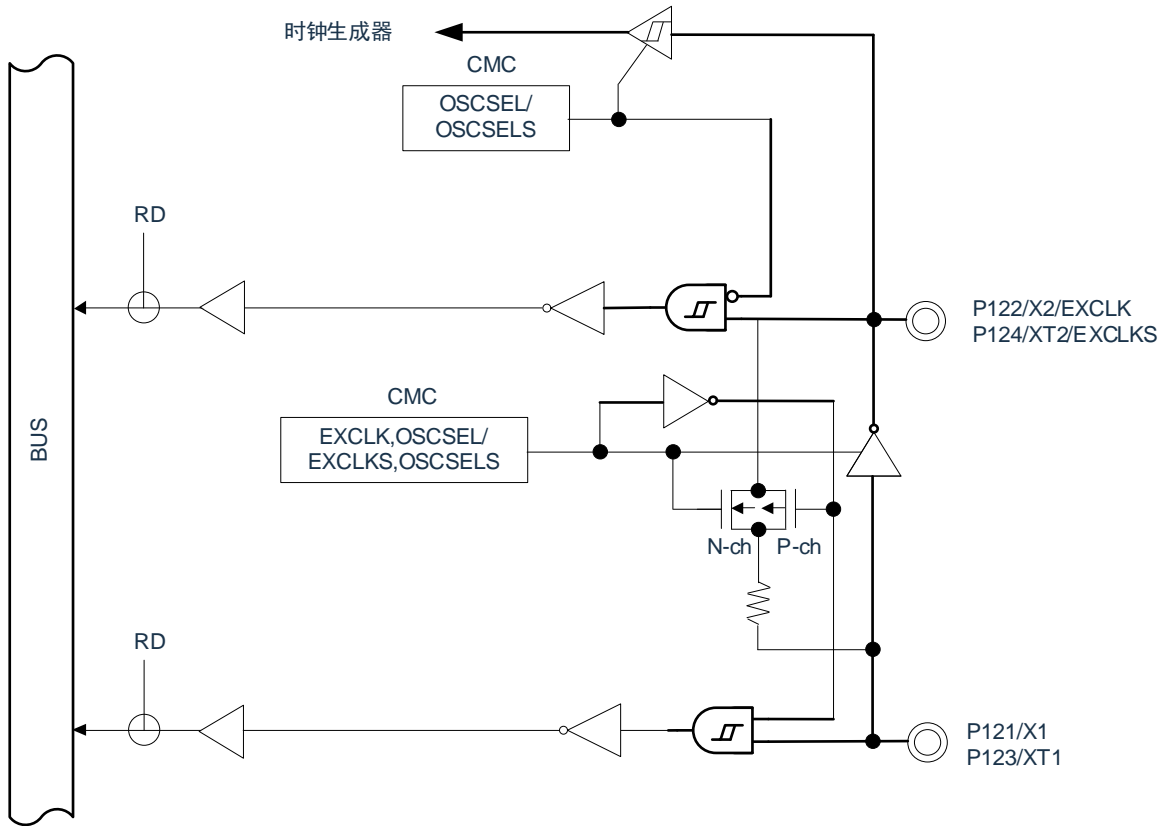 时钟生成器
CMC
OSCSEL/
OSCSELS
RD
P122/X2/EXCLK
P124/XT2/EXCLKS
CMC
EXCLK,OSCSEL/
EXCLKS,OSCSELS
BUS
N-ch
P-ch
RD
P121/X1
P123/XT1